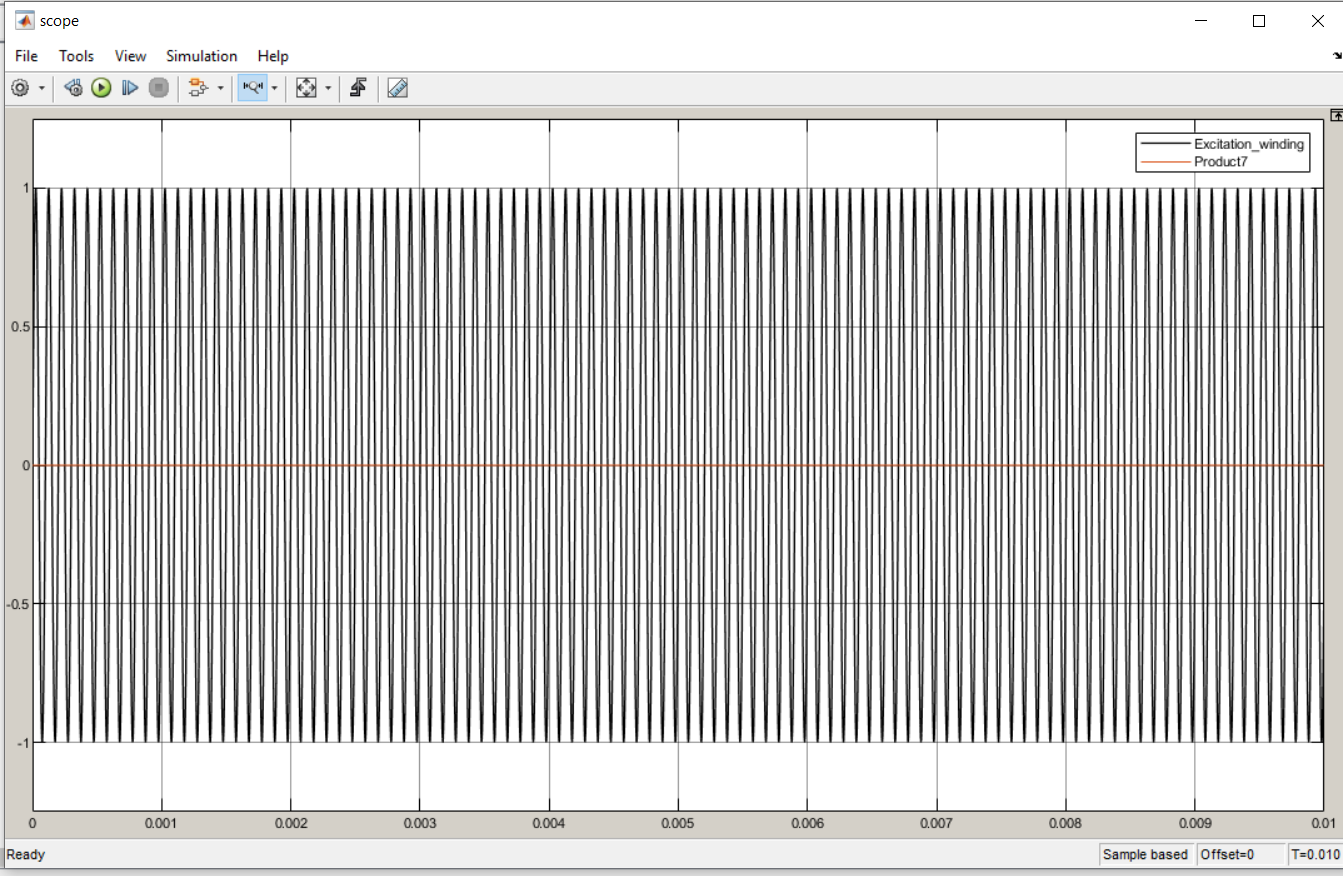 scope
File Tools View Simulation Help
Excitation_winding
Product7
1
0.5
0
-0.5
-1
0 0.001 0.002 0.003 0.004 0.005 0.006 0.007 0.008 0.009 0.01
Ready Sample based Offset=0 T=0.010